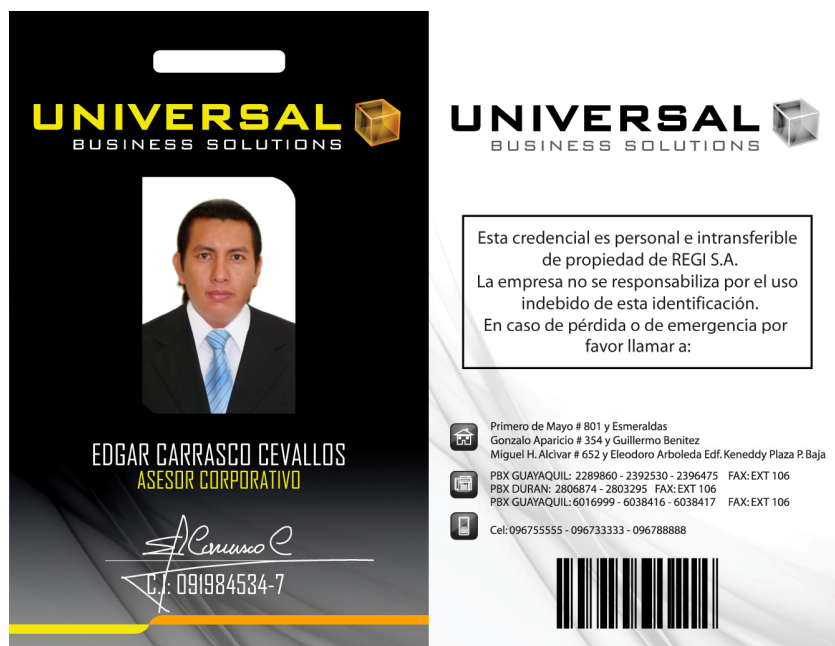 UNIVERSAL
BUSINESS SOLUTIONS
EDGAR CARRASCO CEVALLOS
ASESOR CORPORATIVO
E Carrasco C
C.I: 091984534-7
UNIVERSAL
BUSINESS SOLUTIONS
Esta credencial es personal e intransferible
de propiedad de REGI S.A.
La empresa no se responsabiliza por el uso
indebido de esta identificación.
En caso de pérdida o de emergencia por
favor llamar a:
Primero de Mayo # 801 y Esmeraldas
Gonzalo Aparicio # 354 y Guillermo Benitez
Miguel H. Alcivar # 652 y Eleodoro Arboleda Edf. Keneddy Plaza P. Baja
PBX GUAYAQUIL: 2289860 - 2392530 - 2396475 FAX: EXT 106
PBX DURAN: 2806874 - 2803295 FAX: EXT 106
PBX GUAYAQUIL: 6016999 - 6038416 - 6038417 FAX: EXT 106
Cel: 096755555 - 096733333 - 096788888